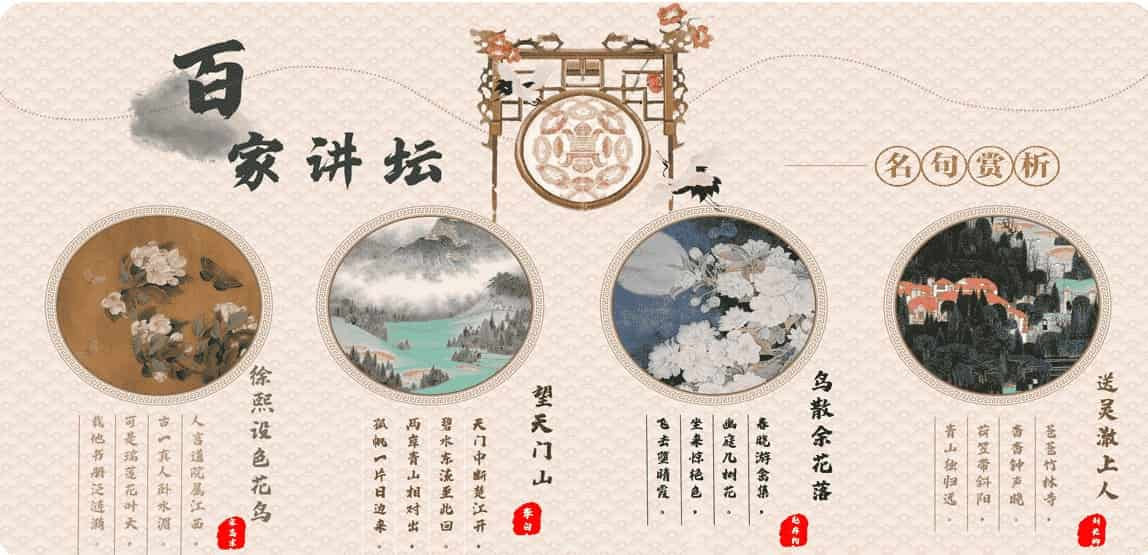 百
家讲坛
名句赏析
徐熙设色花鸟
人言道院属江西，
古一真人卧水湄。
可是瑞莲花叶大，
我他书册泛涟漪。
望天门山
天门中断楚江开，
碧水东流至此回。
两岸青山相对出，
孤帆一片日边来。
李白
鸟散余花落
春晓游禽集，
幽庭几树花。
坐来惊艳色，
飞去堕晴霞。
送灵澈上人
苍苍竹林寺，
杳杳钟声晚。
荷笠带斜阳，
青山独归远。
刘长卿